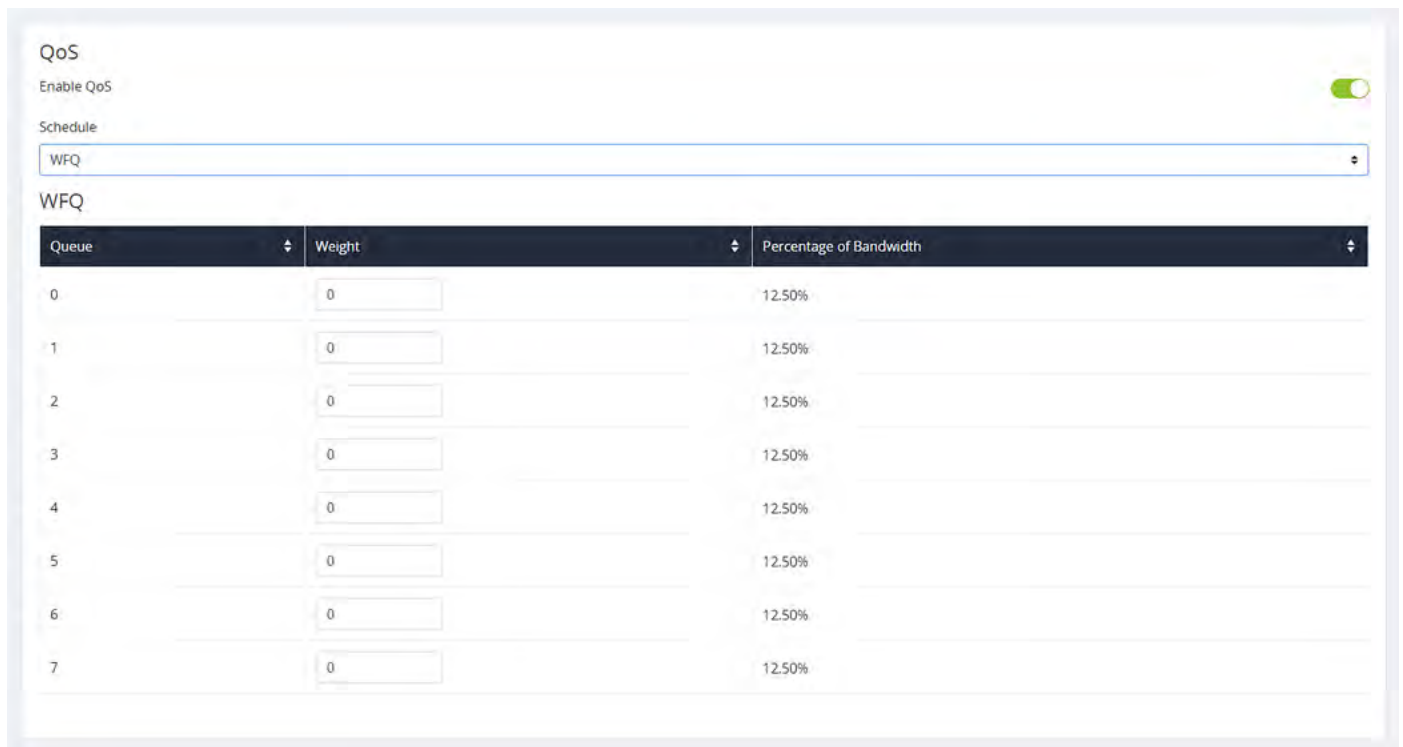 QoS
Enable QoS
Schedule
WFQ
WFQ
Queue Weight Percentage of Bandwidth
0 0 12.50%
1 0 12.50%
2 0 12.50%
3 0 12.50%
4 0 12.50%
5 0 12.50%
6 0 12.50%
7 0 12.50%